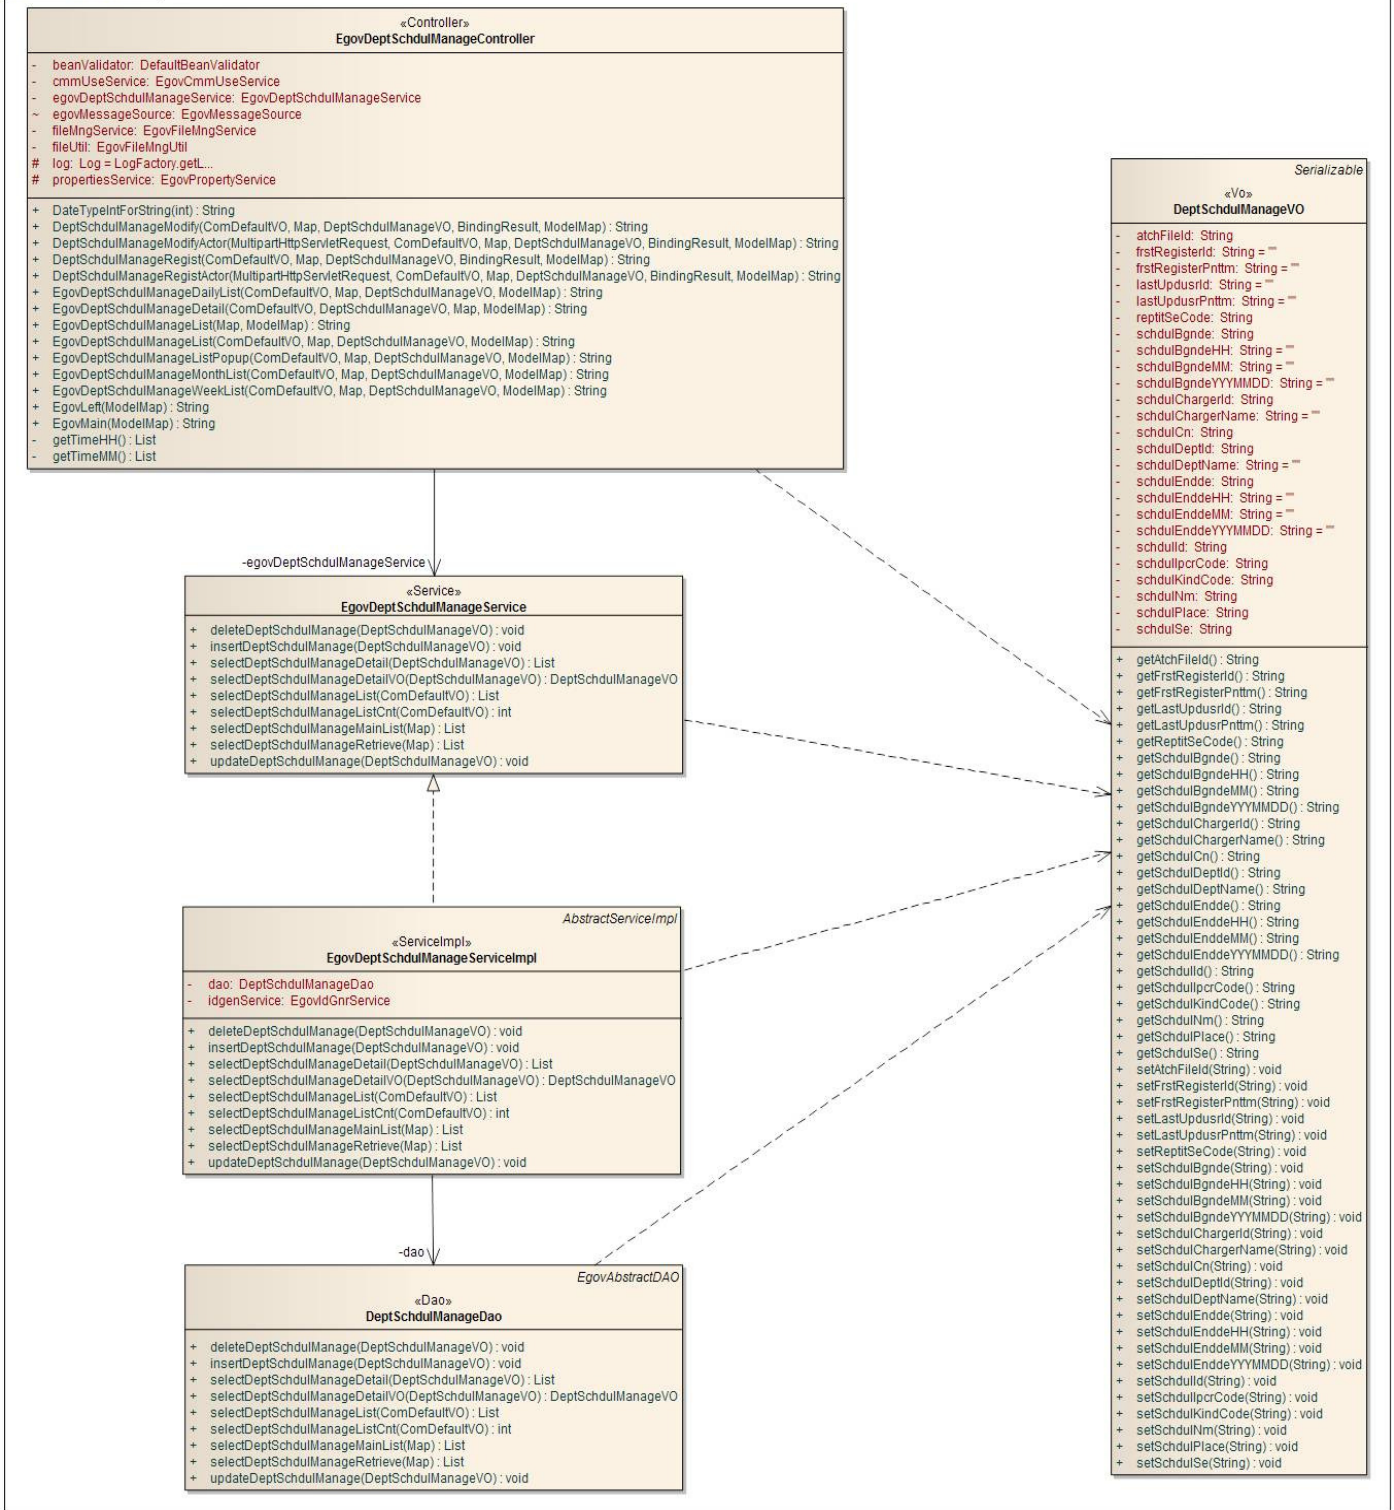 «Controller»
EgovDeptSchdulManageController
- beanValidator: DefaultBeanValidator
- cmmUseService: EgovCmmUseService
- egovDeptSchdulManageService: EgovDeptSchdulManageService
~ egovMessageSource: EgovMessageSource
- fileMngService: EgovFileMngService
- fileUtil: EgovFileMngUtil
# log: Log = LogFactory.getL...
# propertiesService: EgovPropertyService
+ DateTypeIntForString(int) : String
+ DeptSchdulManageModify(ComDefaultVO, Map, DeptSchdulManageVO, BindingResult, ModelMap) : String
+ DeptSchdulManageModifyActor(MultipartHttpServletRequest, ComDefaultVO, Map, DeptSchdulManageVO, BindingResult, ModelMap) : String
+ DeptSchdulManageRegist(ComDefaultVO, Map, DeptSchdulManageVO, BindingResult, ModelMap) : String
+ DeptSchdulManageRegistActor(MultipartHttpServletRequest, ComDefaultVO, Map, DeptSchdulManageVO, BindingResult, ModelMap) : String
+ EgovDeptSchdulManageDailyList(ComDefaultVO, Map, DeptSchdulManageVO, ModelMap) : String
+ EgovDeptSchdulManageDetail(ComDefaultVO, DeptSchdulManageVO, Map, ModelMap) : String
+ EgovDeptSchdulManageList(Map, ModelMap) : String
+ EgovDeptSchdulManageList(ComDefaultVO, Map, DeptSchdulManageVO, ModelMap) : String
+ EgovDeptSchdulManageListPopup(ComDefaultVO, Map, DeptSchdulManageVO, ModelMap) : String
+ EgovDeptSchdulManageMonthList(ComDefaultVO, Map, DeptSchdulManageVO, ModelMap) : String
+ EgovDeptSchdulManageWeekList(ComDefaultVO, Map, DeptSchdulManageVO, ModelMap) : String
+ EgovLeft(ModelMap) : String
+ EgovMain(ModelMap) : String
- getTimeHH() : List
- getTimeMM() : List
-egovDeptSchdulManageService
«Service»
EgovDeptSchdulManageService
+ deleteDeptSchdulManage(DeptSchdulManageVO) : void
+ insertDeptSchdulManage(DeptSchdulManageVO) : void
+ selectDeptSchdulManageDetail(DeptSchdulManageVO) : List
+ selectDeptSchdulManageDetailVO(DeptSchdulManageVO) : DeptSchdulManageVO
+ selectDeptSchdulManageList(ComDefaultVO) : List
+ selectDeptSchdulManageListCnt(ComDefaultVO) : int
+ selectDeptSchdulManageMainList(Map) : List
+ selectDeptSchdulManageRetrieve(Map) : List
+ updateDeptSchdulManage(DeptSchdulManageVO) : void
AbstractServiceImpl
«ServiceImpl»
EgovDeptSchdulManageServiceImpl
- dao: DeptSchdulManageDao
- idgenService: EgovIdGnrService
+ deleteDeptSchdulManage(DeptSchdulManageVO) : void
+ insertDeptSchdulManage(DeptSchdulManageVO) : void
+ selectDeptSchdulManageDetail(DeptSchdulManageVO) : List
+ selectDeptSchdulManageDetailVO(DeptSchdulManageVO) : DeptSchdulManageVO
+ selectDeptSchdulManageList(ComDefaultVO) : List
+ selectDeptSchdulManageListCnt(ComDefaultVO) : int
+ selectDeptSchdulManageMainList(Map) : List
+ selectDeptSchdulManageRetrieve(Map) : List
+ updateDeptSchdulManage(DeptSchdulManageVO) : void
-dao
EgovAbstractDAO
«Dao»
DeptSchdulManageDao
+ deleteDeptSchdulManage(DeptSchdulManageVO) : void
+ insertDeptSchdulManage(DeptSchdulManageVO) : void
+ selectDeptSchdulManageDetail(DeptSchdulManageVO) : List
+ selectDeptSchdulManageDetailVO(DeptSchdulManageVO) : DeptSchdulManageVO
+ selectDeptSchdulManageList(ComDefaultVO) : List
+ selectDeptSchdulManageListCnt(ComDefaultVO) : int
+ selectDeptSchdulManageMainList(Map) : List
+ selectDeptSchdulManageRetrieve(Map) : List
+ updateDeptSchdulManage(DeptSchdulManageVO) : void
Serializable
«Vo»
DeptSchdulManageVO
- atchFileId: String
- frstRegisterId: String = ""
- frstRegisterPnttm: String = ""
- lastUpdusrId: String = ""
- lastUpdusrPnttm: String = ""
- reptitSeCode: String
- schdulBgnde: String
- schdulBgndeHH: String = ""
- schdulBgndeMM: String = ""
- schdulBgndeYYYMMDD: String = ""
- schdulChargerId: String
- schdulChargerName: String = ""
- schdulCn: String
- schdulDeptId: String
- schdulDeptName: String = ""
- schdulEndde: String
- schdulEnddeHH: String = ""
- schdulEnddeMM: String = ""
- schdulEnddeYYYMMDD: String = ""
- schdulId: String
- schdulIpcrCode: String
- schdulKindCode: String
- schdulNm: String
- schdulPlace: String
- schdulSe: String
+ getAtchFileId() : String
+ getFrstRegisterId() : String
+ getFrstRegisterPnttm() : String
+ getLastUpdusrId() : String
+ getLastUpdusrPnttm() : String
+ getReptitSeCode() : String
+ getSchdulBgnde() : String
+ getSchdulBgndeHH() : String
+ getSchdulBgndeMM() : String
+ getSchdulBgndeYYYMMDD() : String
+ getSchdulChargerId() : String
+ getSchdulChargerName() : String
+ getSchdulCn() : String
+ getSchdulDeptId() : String
+ getSchdulDeptName() : String
+ getSchdulEndde() : String
+ getSchdulEnddeHH() : String
+ getSchdulEnddeMM() : String
+ getSchdulEnddeYYYMMDD() : String
+ getSchdulId() : String
+ getSchdulIpcrCode() : String
+ getSchdulKindCode() : String
+ getSchdulNm() : String
+ getSchdulPlace() : String
+ getSchdulSe() : String
+ setAtchFileId(String) : void
+ setFrstRegisterId(String) : void
+ setFrstRegisterPnttm(String) : void
+ setLastUpdusrId(String) : void
+ setLastUpdusrPnttm(String) : void
+ setReptitSeCode(String) : void
+ setSchdulBgnde(String) : void
+ setSchdulBgndeHH(String) : void
+ setSchdulBgndeMM(String) : void
+ setSchdulBgndeYYYMMDD(String) : void
+ setSchdulChargerId(String) : void
+ setSchdulChargerName(String) : void
+ setSchdulCn(String) : void
+ setSchdulDeptId(String) : void
+ setSchdulDeptName(String) : void
+ setSchdulEndde(String) : void
+ setSchdulEnddeHH(String) : void
+ setSchdulEnddeMM(String) : void
+ setSchdulEnddeYYYMMDD(String) : void
+ setSchdulId(String) : void
+ setSchdulIpcrCode(String) : void
+ setSchdulKindCode(String) : void
+ setSchdulNm(String) : void
+ setSchdulPlace(String) : void
+ setSchdulSe(String) : void